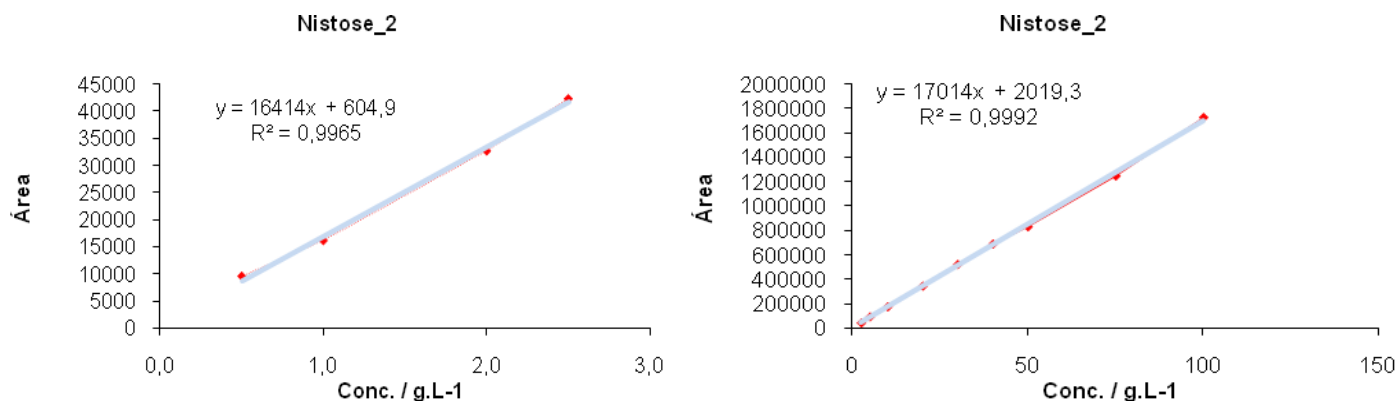 Nistose_2
y = 16414x + 604,9
R² = 0,9965
Área
45000
40000
35000
30000
25000
20000
15000
10000
5000
0
0,0 1,0 2,0 3,0
Conc. / g.L-1
Nistose_2
y = 17014x + 2019,3
R² = 0,9992
Área
2000000
1800000
1600000
1400000
1200000
1000000
800000
600000
400000
200000
0
0 50 100 150
Conc. / g.L-1